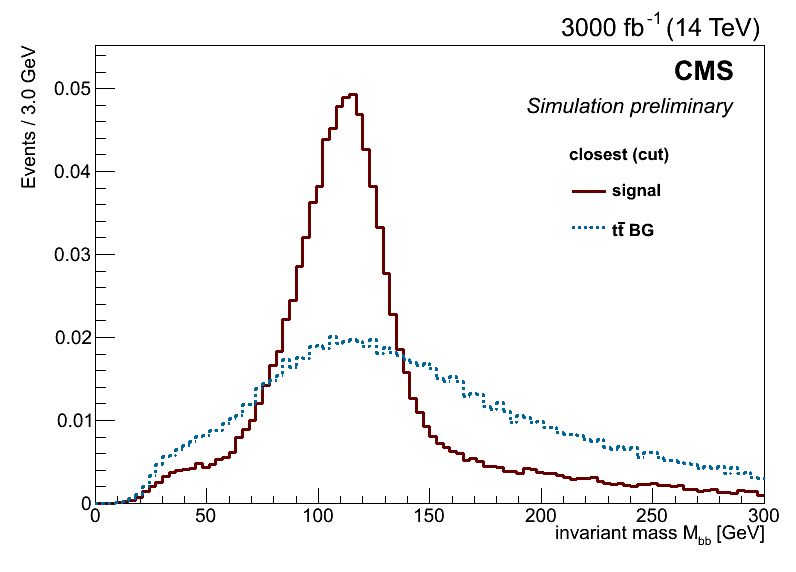 3000 fb⁻¹ (14 TeV)
Events / 3.0 GeV
CMS
Simulation preliminary
closest (cut)
signal
tt̄ BG
0.05
0.04
0.03
0.02
0.01
0
0 50 100 150 200 250 300
invariant mass M_bb [GeV]